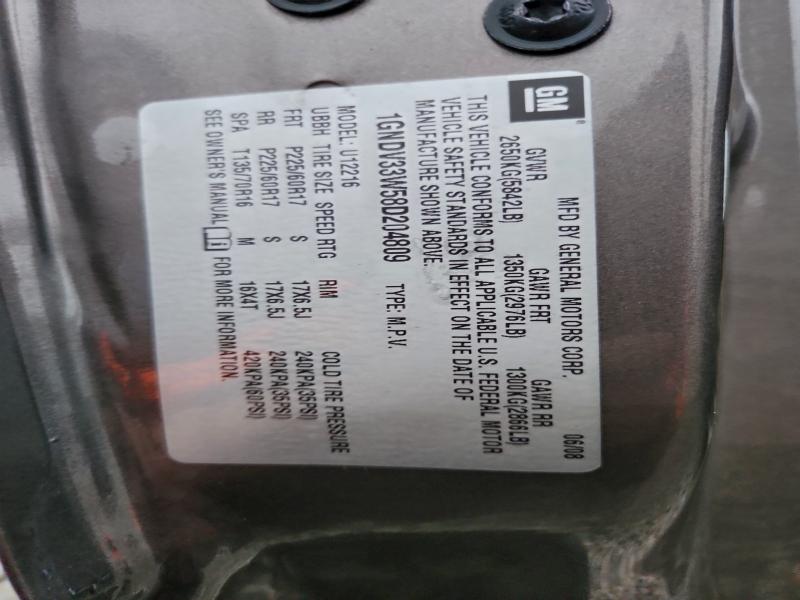 GM®
MFD BY GENERAL MOTORS CORP. 06/08
GVWR GAWR FRT GAWR RR
2650KG(5842LB) 1350KG(2976LB) 1300KG(2866LB)
THIS VEHICLE CONFORMS TO ALL APPLICABLE U.S. FEDERAL MOTOR
VEHICLE SAFETY STANDARDS IN EFFECT ON THE DATE OF
MANUFACTURE SHOWN ABOVE.
1GNDV33W58D204809 TYPE: M.P.V.
MODEL: U12216
UBBH TIRE SIZE SPEED RTG RIM COLD TIRE PRESSURE
FRT P225/60R17 S 17X6.5J 240KPA(35PSI)
RR P225/60R17 S 17X6.5J 240KPA(35PSI)
SPA T135/70R16 M 16X4T 420KPA(60PSI)
SEE OWNER'S MANUAL FOR MORE INFORMATION.